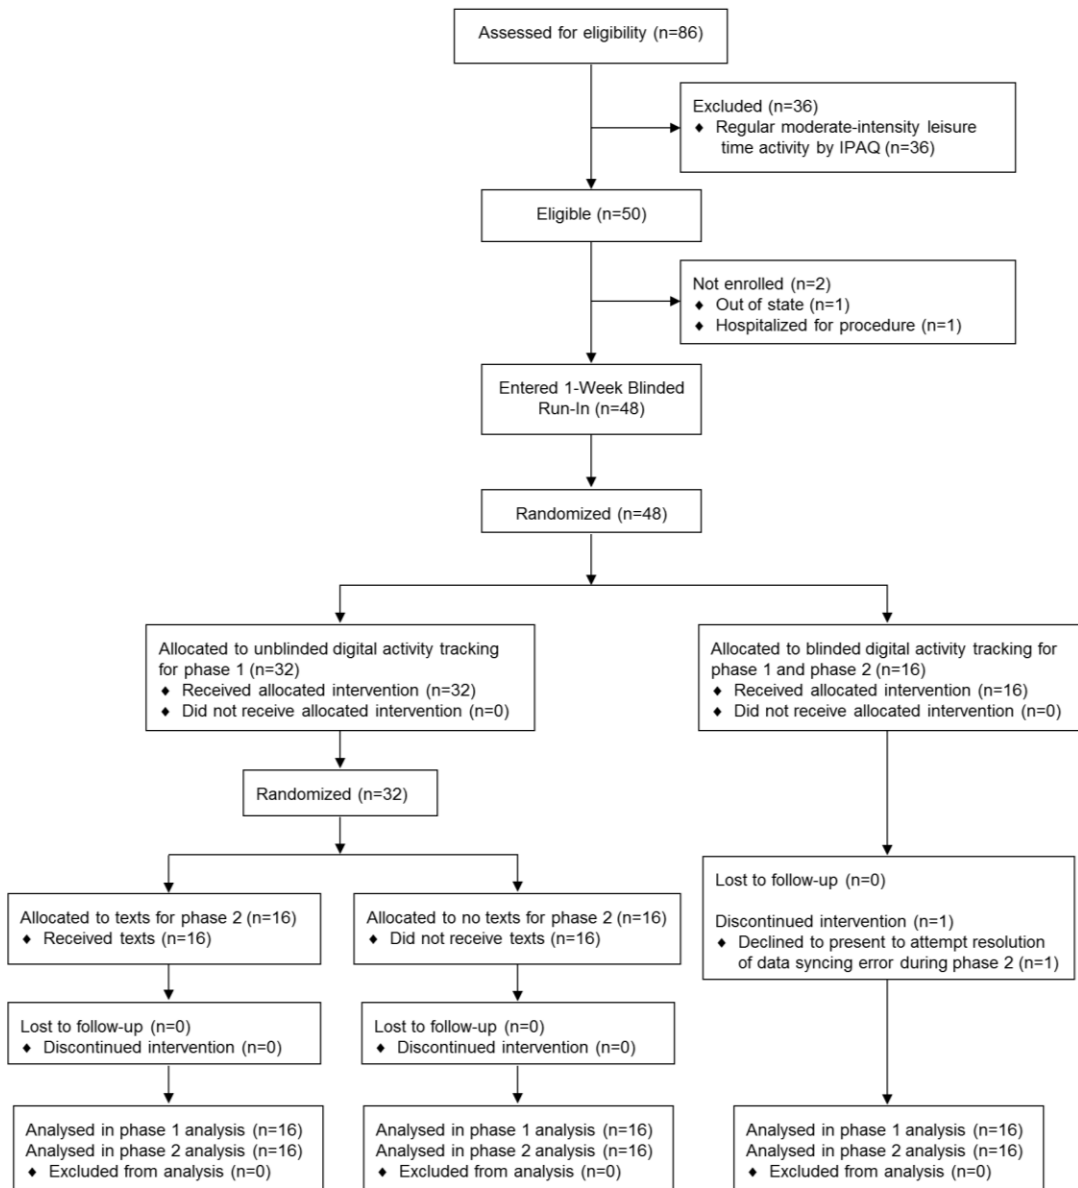 Assessed for eligibility (n=86)
Excluded (n=36)
♦ Regular moderate-intensity leisure
time activity by IPAQ (n=36)
Eligible (n=50)
Not enrolled (n=2)
♦ Out of state (n=1)
♦ Hospitalized for procedure (n=1)
Entered 1-Week Blinded
Run-In (n=48)
Randomized (n=48)
Allocated to unblinded digital activity tracking
for phase 1 (n=32)
♦ Received allocated intervention (n=32)
♦ Did not receive allocated intervention (n=0)
Allocated to blinded digital activity tracking for
phase 1 and phase 2 (n=16)
♦ Received allocated intervention (n=16)
♦ Did not receive allocated intervention (n=0)
Randomized (n=32)
Allocated to texts for phase 2 (n=16)
♦ Received texts (n=16)
Allocated to no texts for phase 2 (n=16)
♦ Did not receive texts (n=16)
Lost to follow-up (n=0)
Discontinued intervention (n=1)
♦ Declined to present to attempt resolution
of data syncing error during phase 2 (n=1)
Lost to follow-up (n=0)
♦ Discontinued intervention (n=0)
Lost to follow-up (n=0)
♦ Discontinued intervention (n=0)
Analysed in phase 1 analysis (n=16)
Analysed in phase 2 analysis (n=16)
♦ Excluded from analysis (n=0)
Analysed in phase 1 analysis (n=16)
Analysed in phase 2 analysis (n=16)
♦ Excluded from analysis (n=0)
Analysed in phase 1 analysis (n=16)
Analysed in phase 2 analysis (n=16)
♦ Excluded from analysis (n=0)